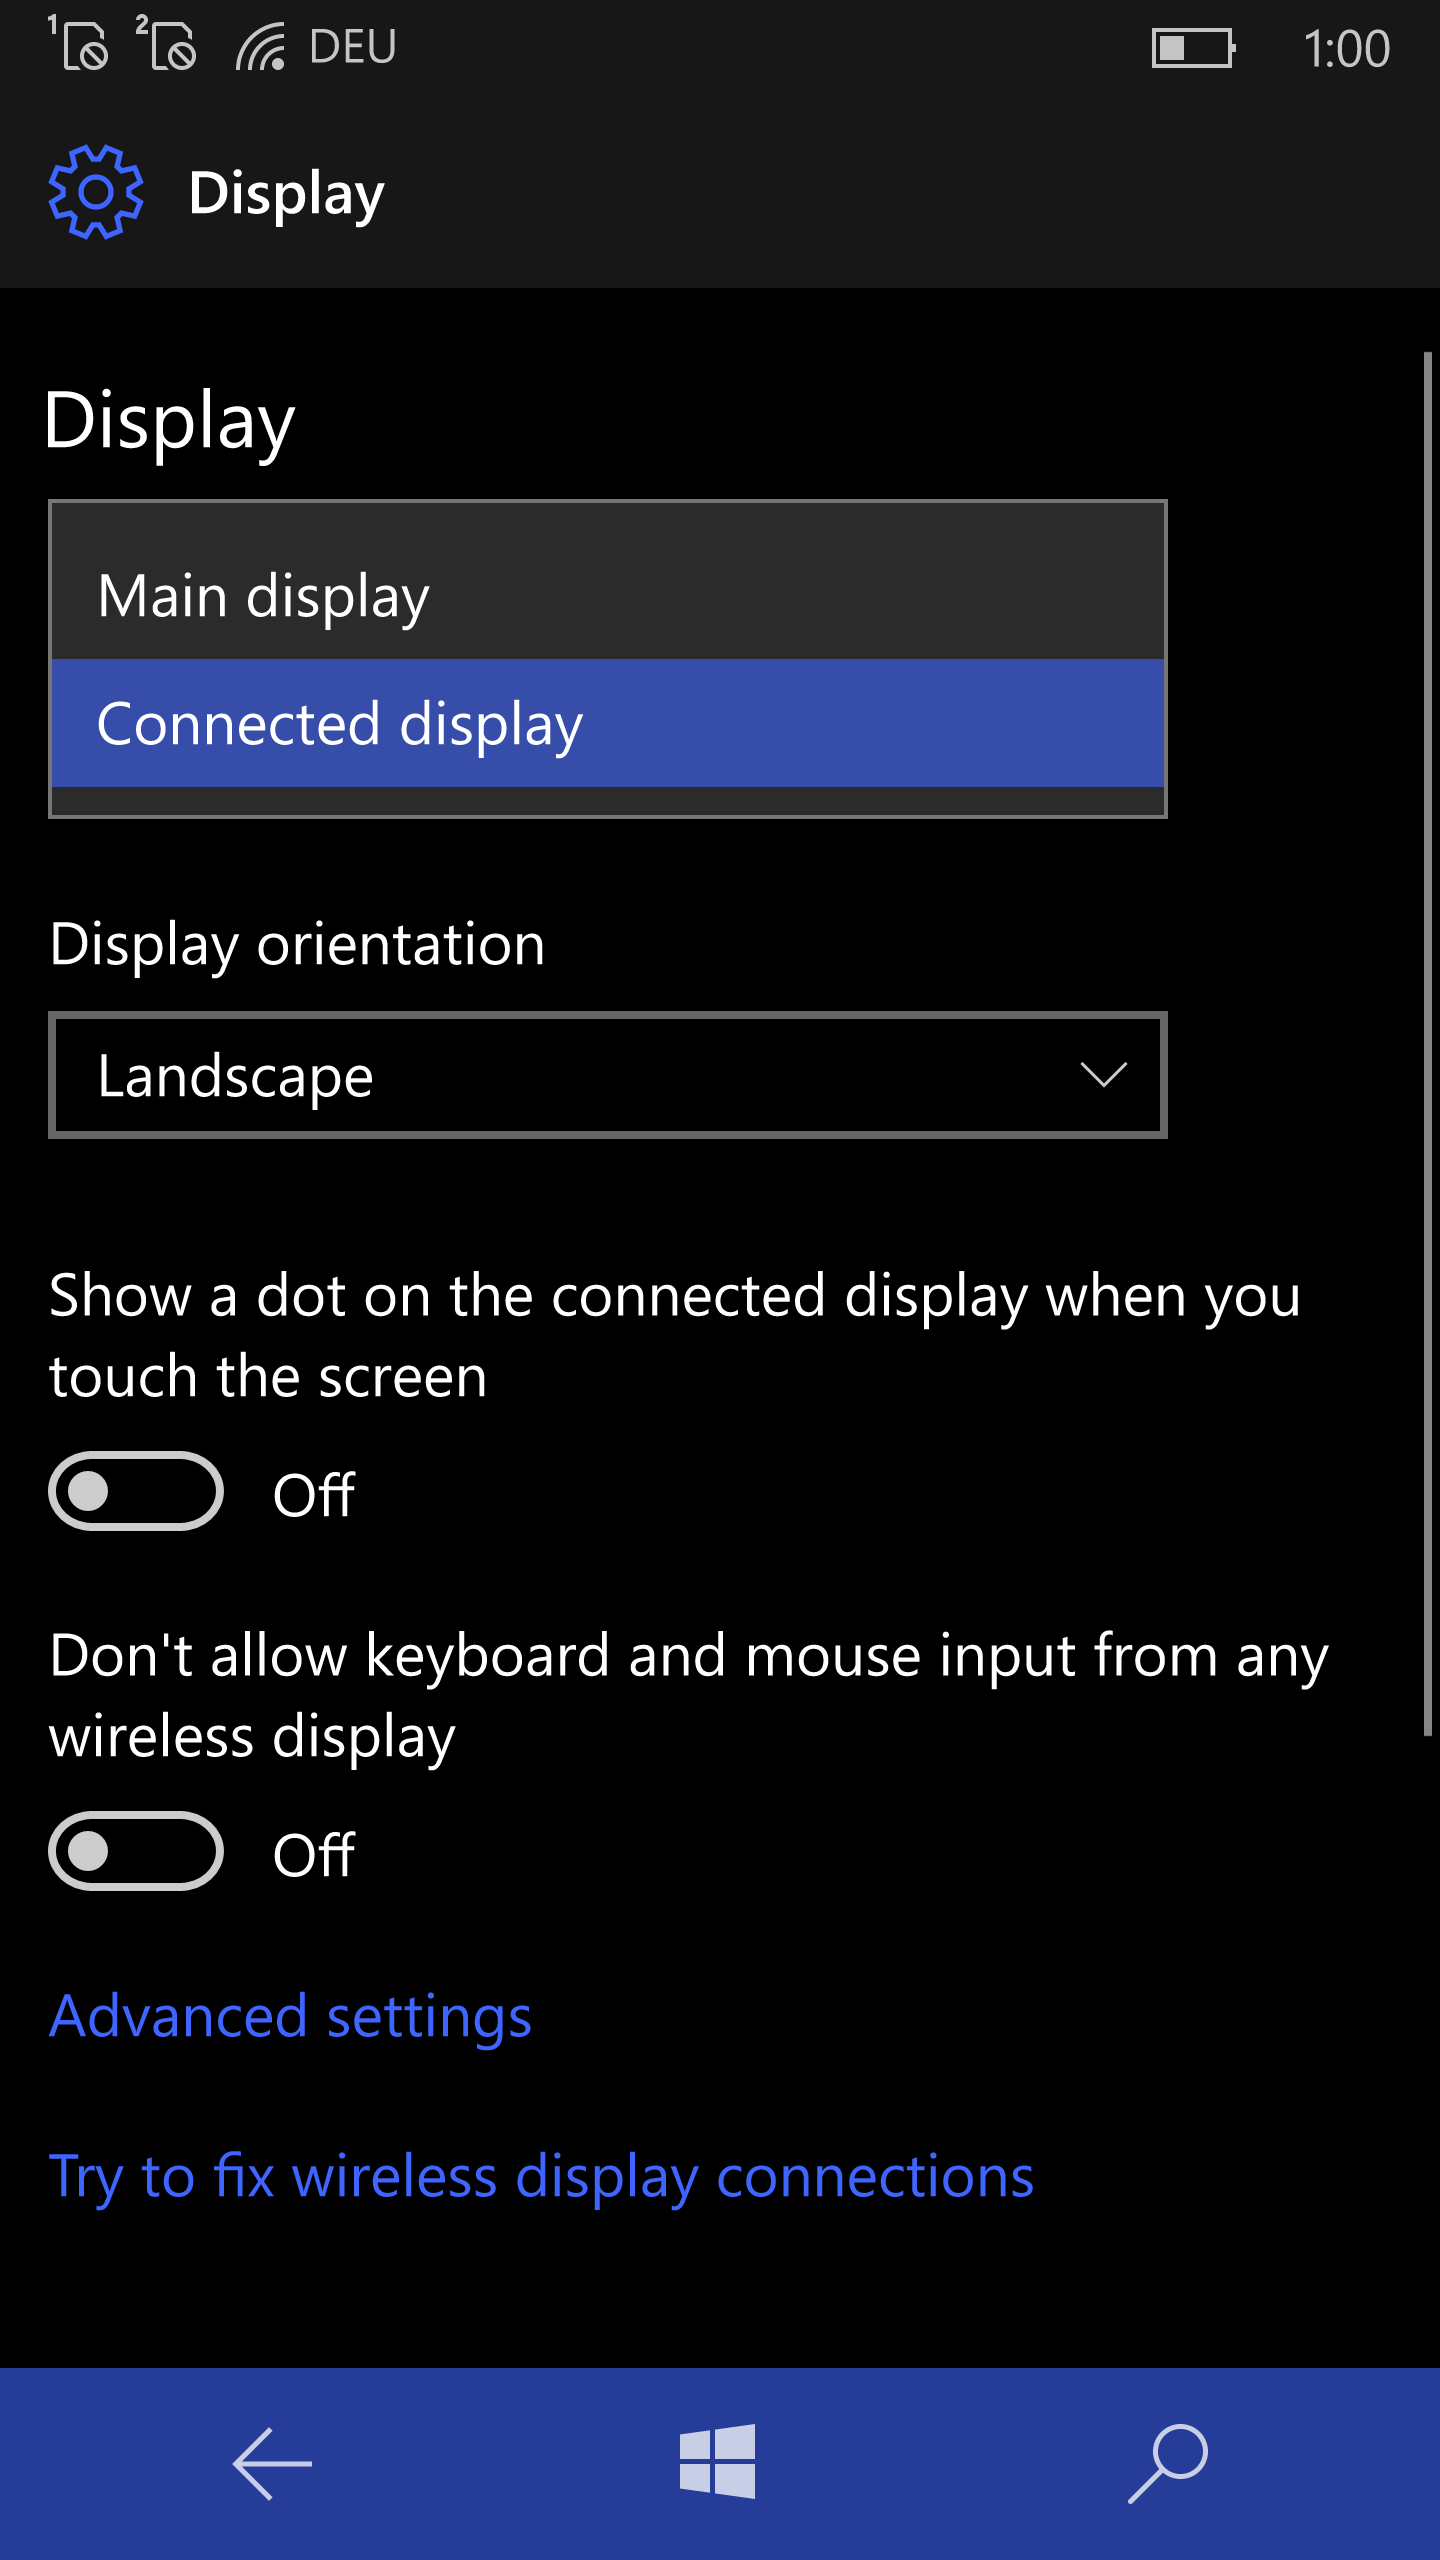 1 2 DEU 1:00
Display
Display
Main display
Connected display
Display orientation
Landscape
Show a dot on the connected display when you
touch the screen
Off
Don't allow keyboard and mouse input from any
wireless display
Off
Advanced settings
Try to fix wireless display connections